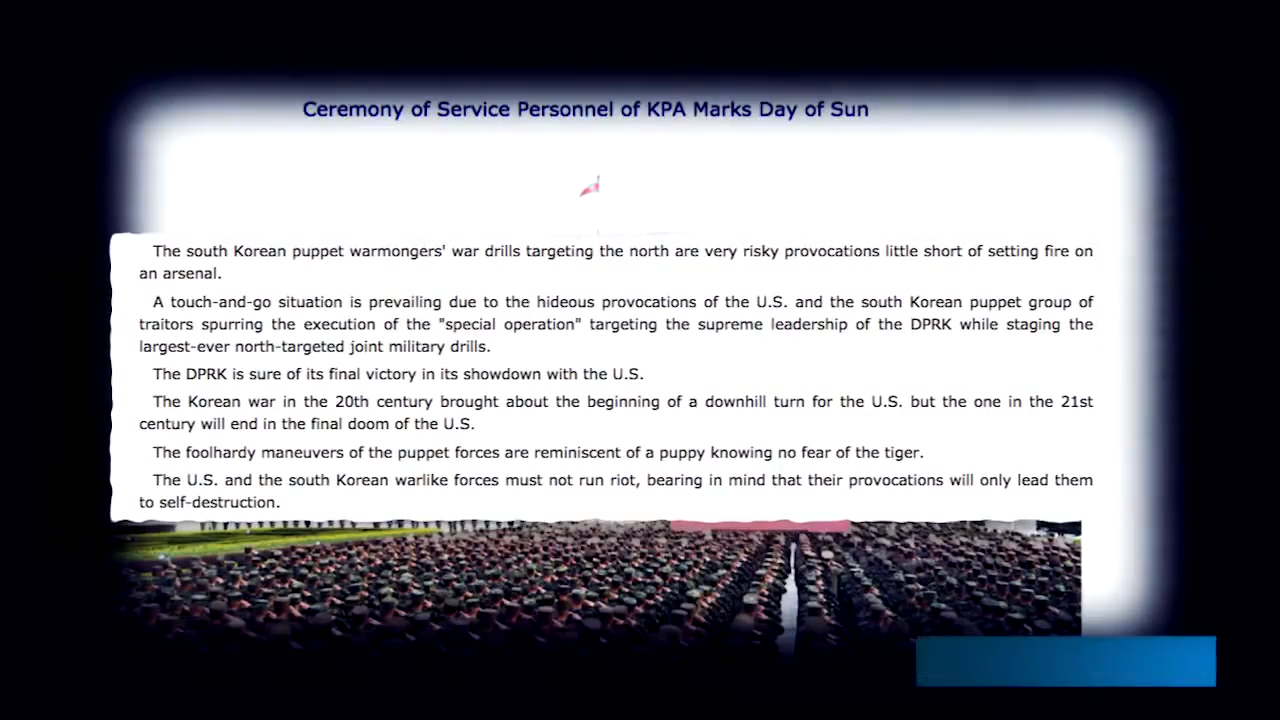 Ceremony of Service Personnel of KPA Marks Day of Sun
The south Korean puppet warmongers' war drills targeting the north are very risky provocations little short of setting fire on
an arsenal.
A touch-and-go situation is prevailing due to the hideous provocations of the U.S. and the south Korean puppet group of
traitors spurring the execution of the "special operation" targeting the supreme leadership of the DPRK while staging the
largest-ever north-targeted joint military drills.
The DPRK is sure of its final victory in its showdown with the U.S.
The Korean war in the 20th century brought about the beginning of a downhill turn for the U.S. but the one in the 21st
century will end in the final doom of the U.S.
The foolhardy maneuvers of the puppet forces are reminiscent of a puppy knowing no fear of the tiger.
The U.S. and the south Korean warlike forces must not run riot, bearing in mind that their provocations will only lead them
to self-destruction.